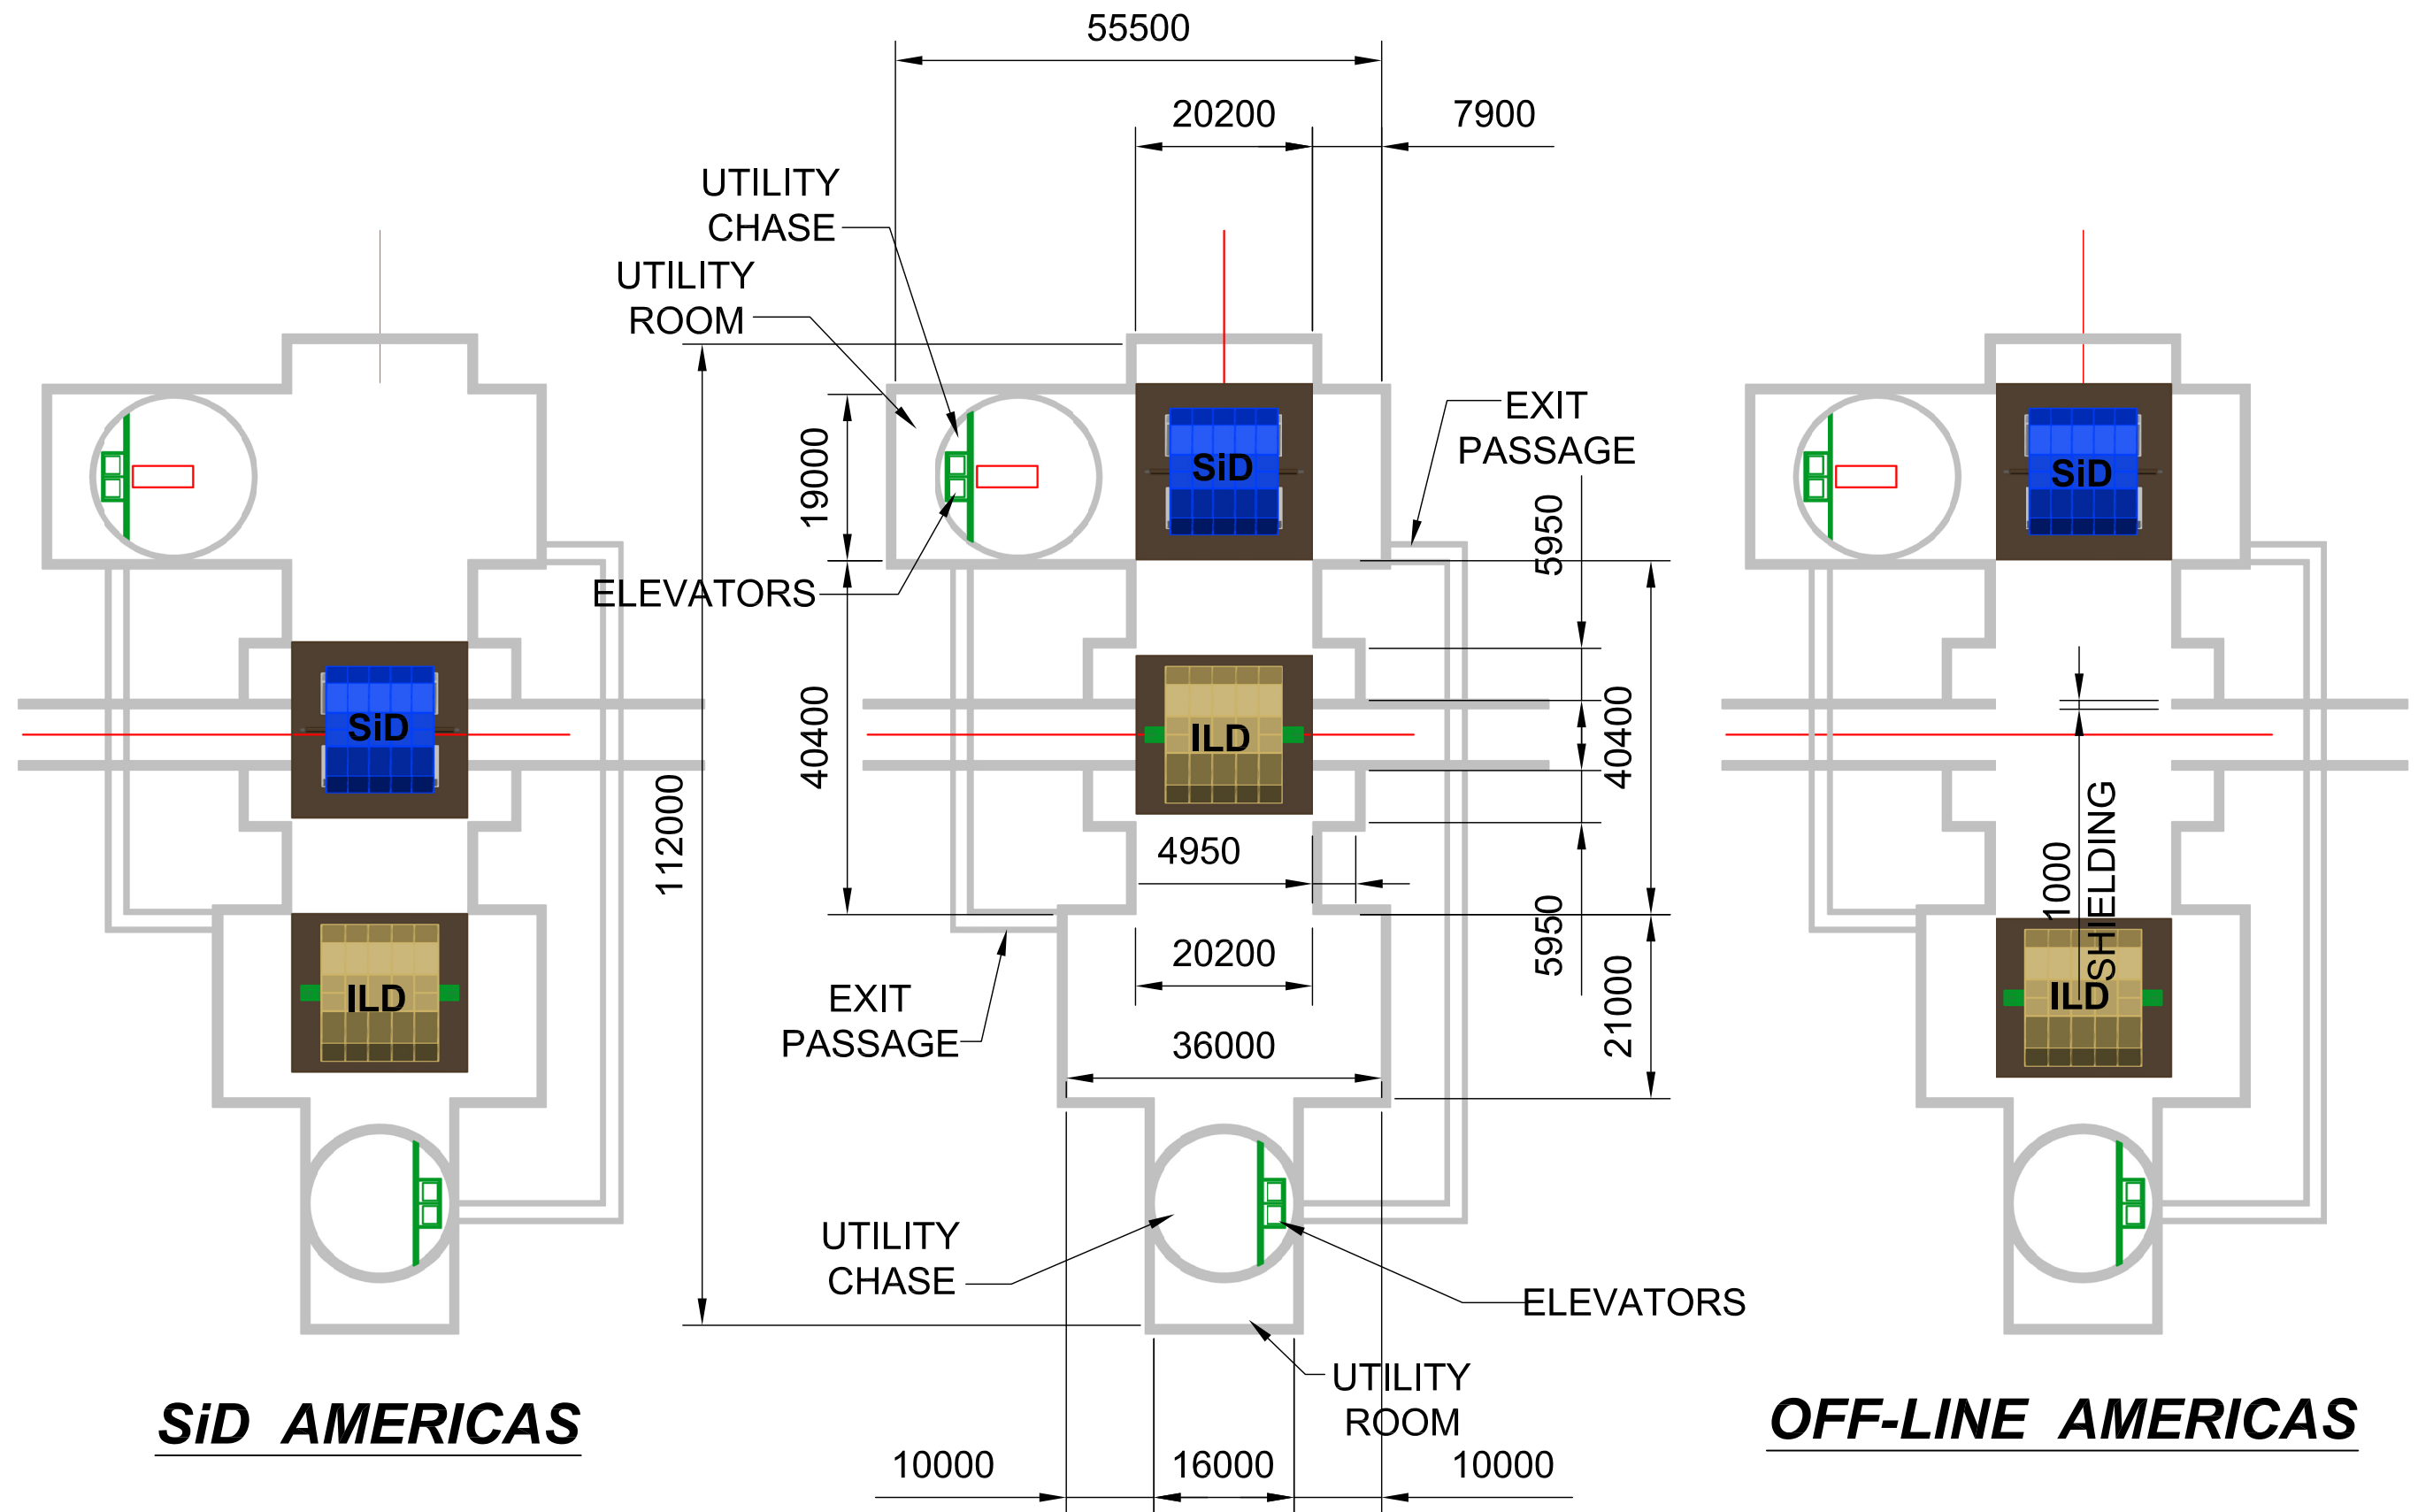 55500
20200
7900
UTILITY
CHASE
UTILITY
ROOM
EXIT
PASSAGE
SiD
SiD
19000
5950
ELEVATORS
SiD
ILD
40400
40400
112000
4950
1000
SHIELDING
20200
5950
EXIT
PASSAGE
ILD
ILD
21000
36000
UTILITY
CHASE
ELEVATORS
UTILITY
ROOM
SiD AMERICAS
OFF-LINE AMERICAS
10000
16000
10000